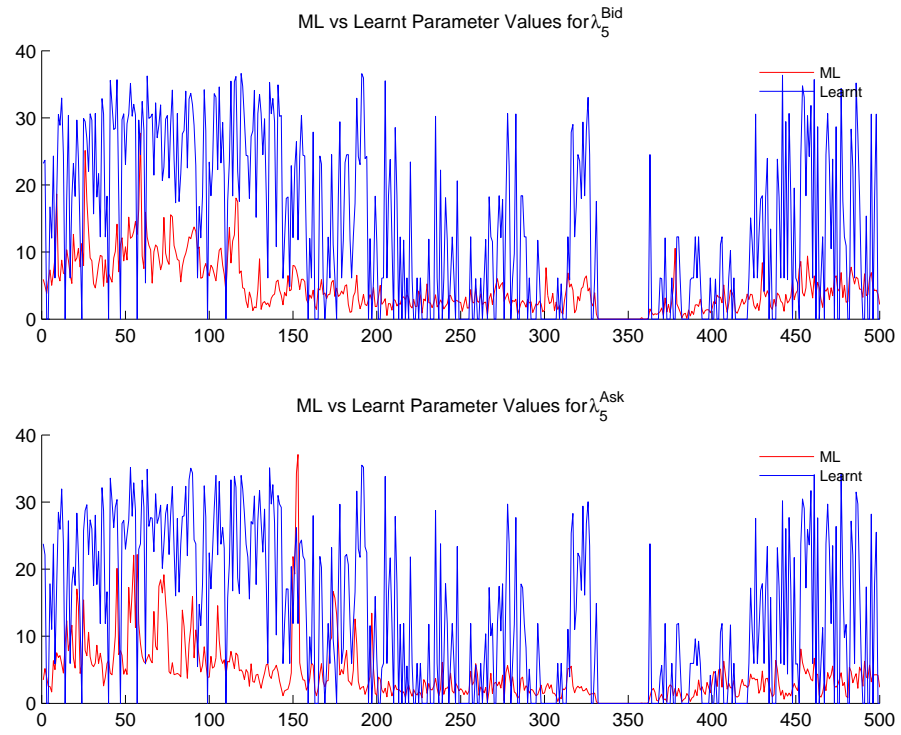 ML vs Learnt Parameter Values for λ₅ᴮⁱᵈ
ML
Learnt
40
30
20
10
0
0 50 100 150 200 250 300 350 400 450 500
ML vs Learnt Parameter Values for λ₅ᴬˢᵏ
ML
Learnt
40
30
20
10
0
0 50 100 150 200 250 300 350 400 450 500